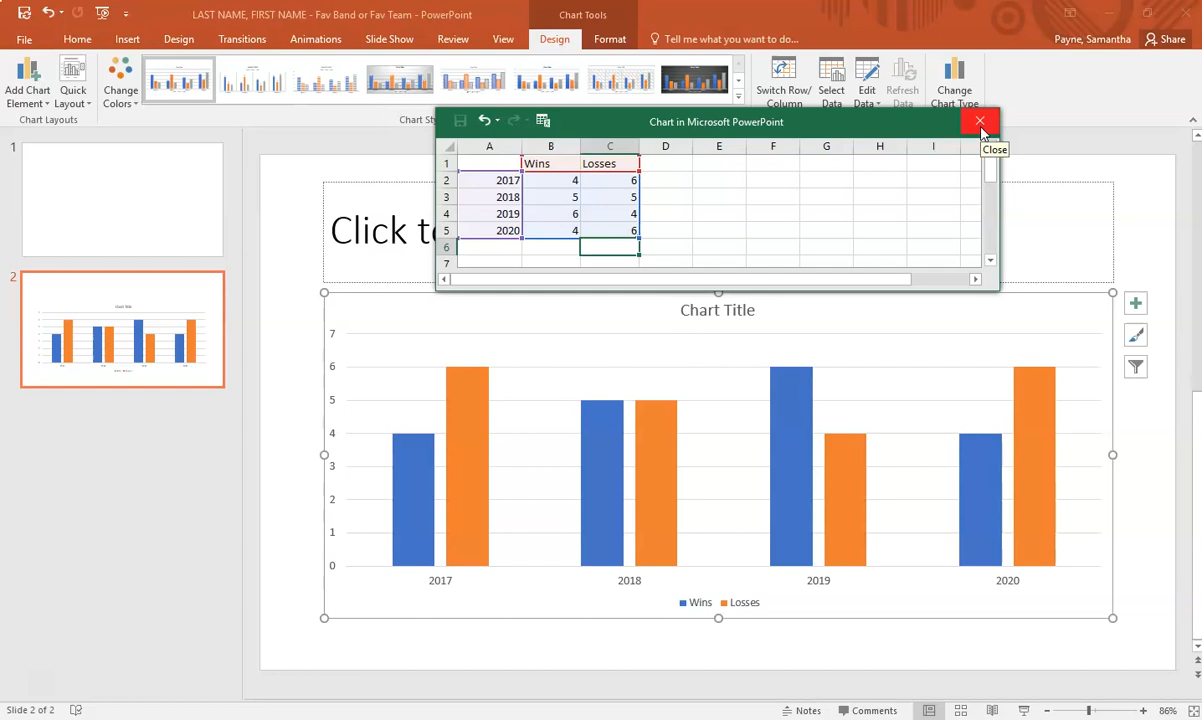 LAST NAME, FIRST NAME - Fav Band or Fav Team - PowerPoint
Chart Tools
File Home Insert Design Transitions Animations Slide Show Review View Design Format Tell me what you want to do... Payne, Samantha Share
Add Chart Element
Quick Layout
Change Colors
Switch Row/ Column
Select Data
Edit Data
Refresh Data
Change Chart Type
Chart Layouts
Chart Sty
Chart in Microsoft PowerPoint
Close
A B C D E F G H I
1 Wins Losses
2 2017 4 6
3 2018 5 5
4 2019 6 4
5 2020 4 6
6
7
1
2
Click to
Chart Title
7
6
5
4
3
2
1
0
2017 2018 2019 2020
Wins Losses
Slide 2 of 2 Notes Comments 86%